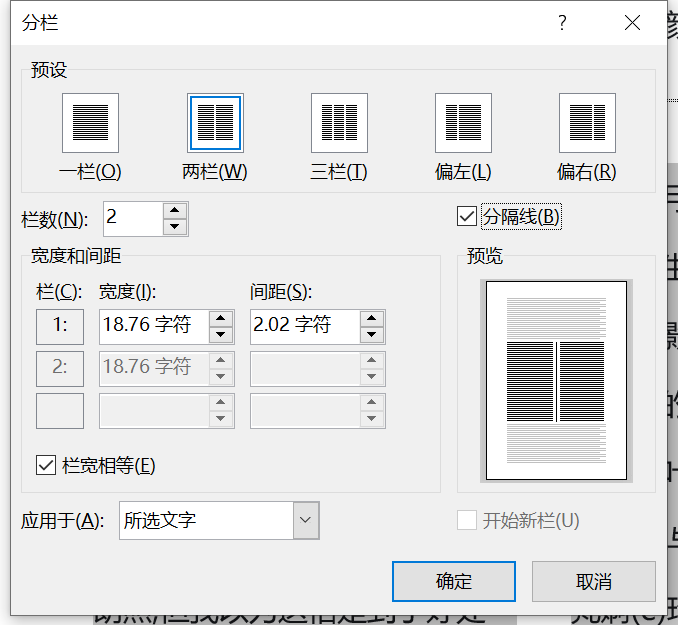 分栏
预设
一栏(O) 两栏(W) 三栏(T) 偏左(L) 偏右(R)
栏数(N): 2
分隔线(B)
宽度和间距
预览
栏(C): 宽度(I): 间距(S):
1: 18.76 字符 2.02 字符
2: 18.76 字符
栏宽相等(E)
应用于(A): 所选文字
开始新栏(U)
确定 取消